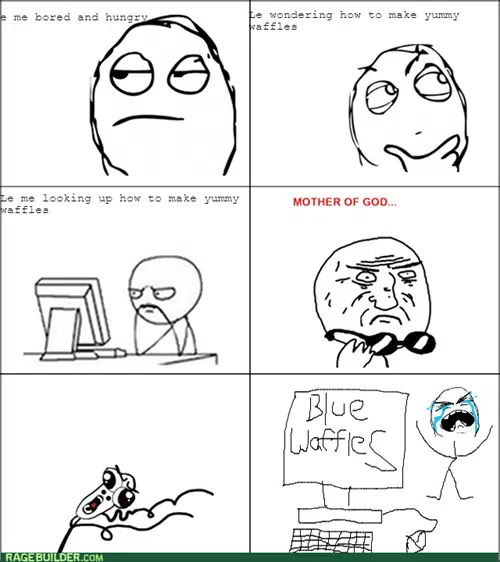 e me bored and hungry
Le wondering how to make yummy
waffles
Le me looking up how to make yummy
waffles
MOTHER OF GOD...
Blue
Waffles
RAGEBUILDER.COM